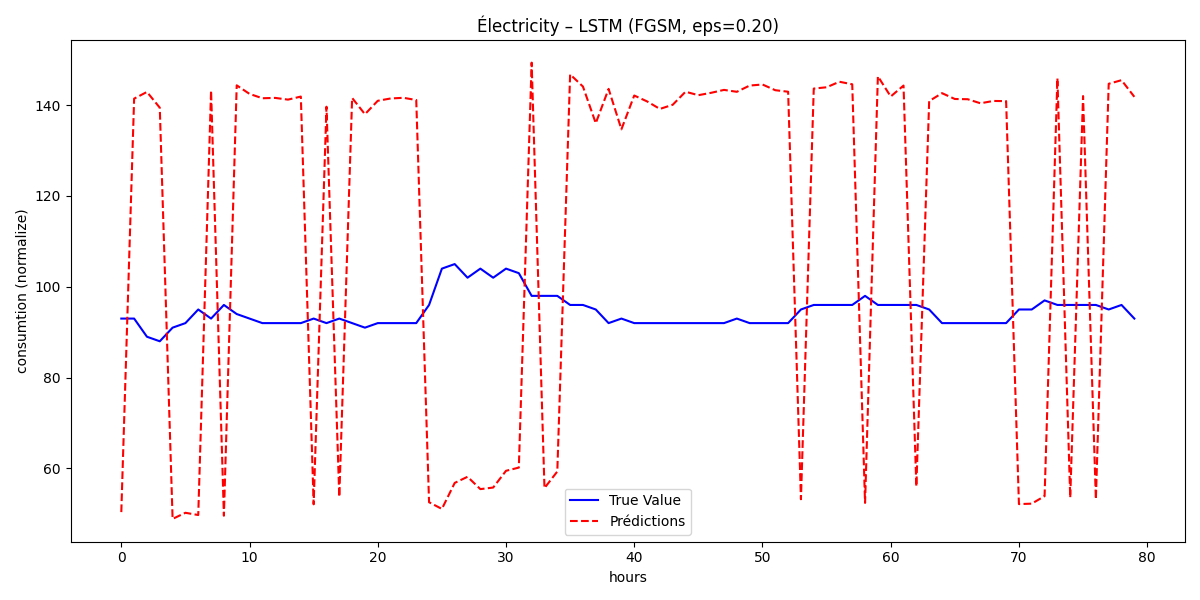 Électricity – LSTM (FGSM, eps=0.20)
consumtion (normalize)
140
120
100
80
60
0 10 20 30 40 50 60 70 80
hours
True Value
Prédictions